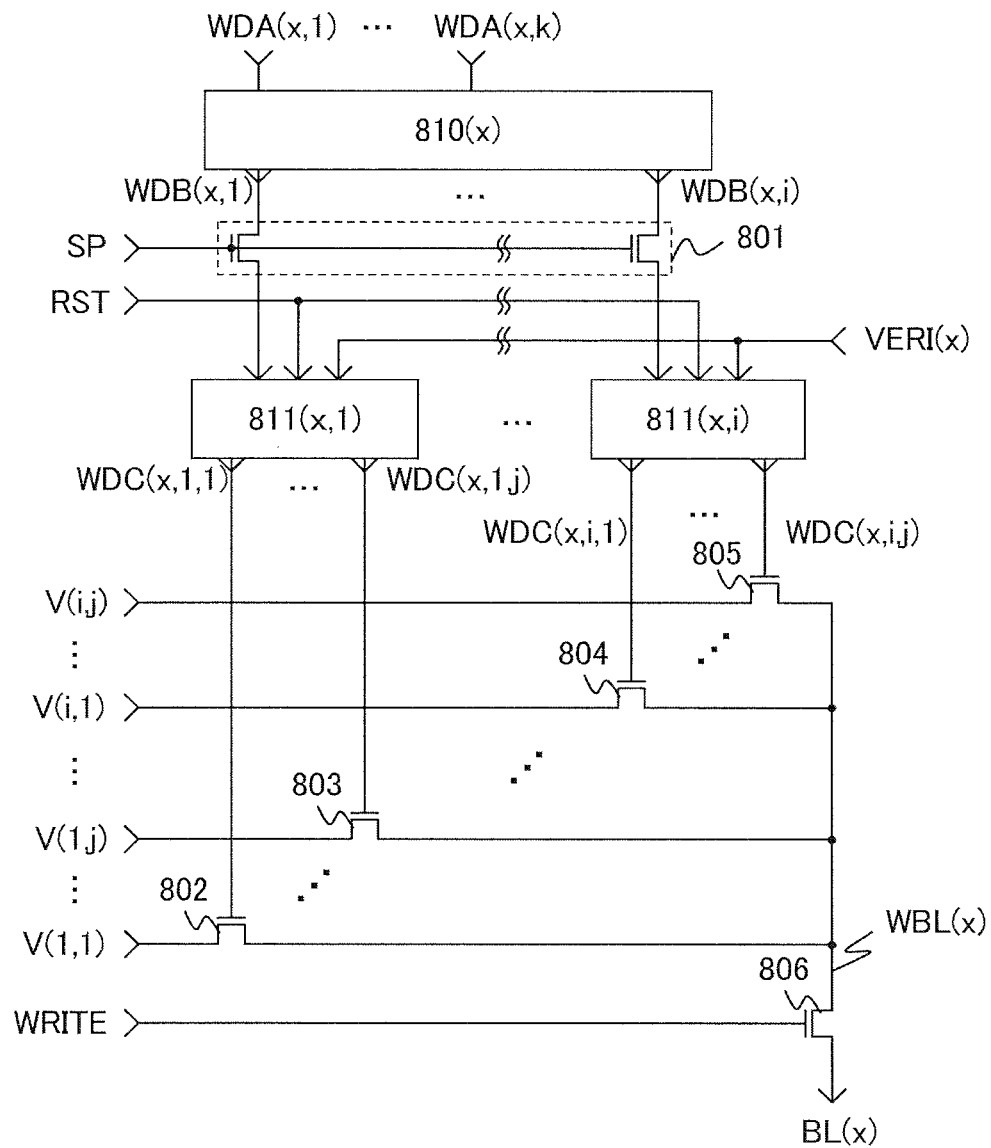 WDA(x,1) … WDA(x,k)
810(x)
WDB(x,1) … WDB(x,i)
SP
801
RST
VERI(x)
811(x,1) … 811(x,i)
WDC(x,1,1) … WDC(x,1,j)
WDC(x,i,1) … WDC(x,i,j)
805
V(i,j)
804
V(i,1)
803
V(1,j)
802
V(1,1)
WBL(x)
806
WRITE
BL(x)